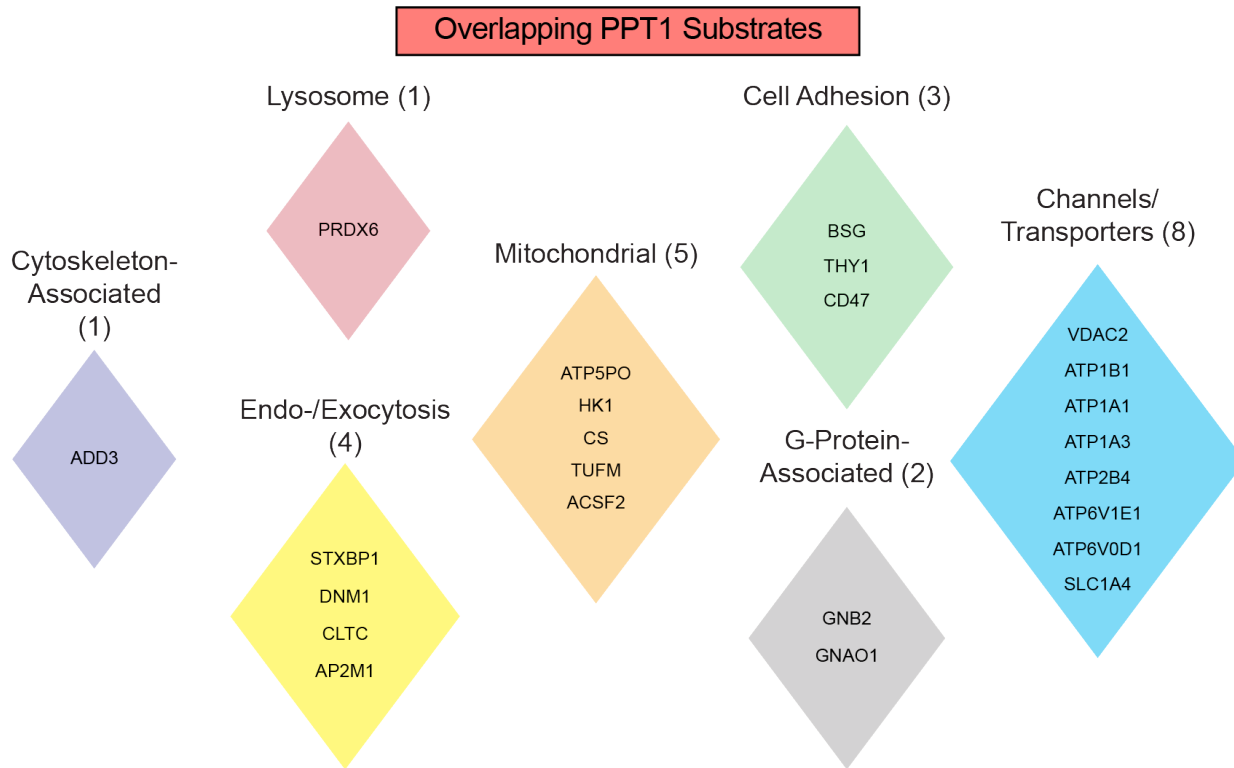 Overlapping PPT1 Substrates
Lysosome (1)
PRDX6
Cell Adhesion (3)
BSG
THY1
CD47
Channels/
Transporters (8)
VDAC2
ATP1B1
ATP1A1
ATP1A3
ATP2B4
ATP6V1E1
ATP6V0D1
SLC1A4
Cytoskeleton-
Associated
(1)
ADD3
Mitochondrial (5)
ATP5PO
HK1
CS
TUFM
ACSF2
Endo-/Exocytosis
(4)
STXBP1
DNM1
CLTC
AP2M1
G-Protein-
Associated (2)
GNB2
GNAO1